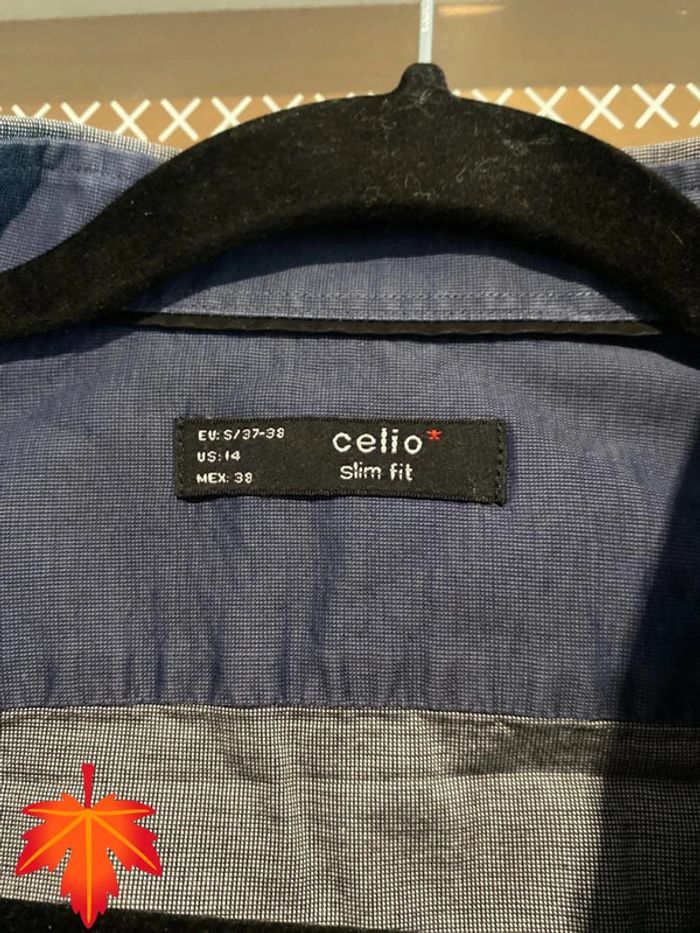 EU: S/37-38
US: 14
MEX: 38
celio*
slim fit